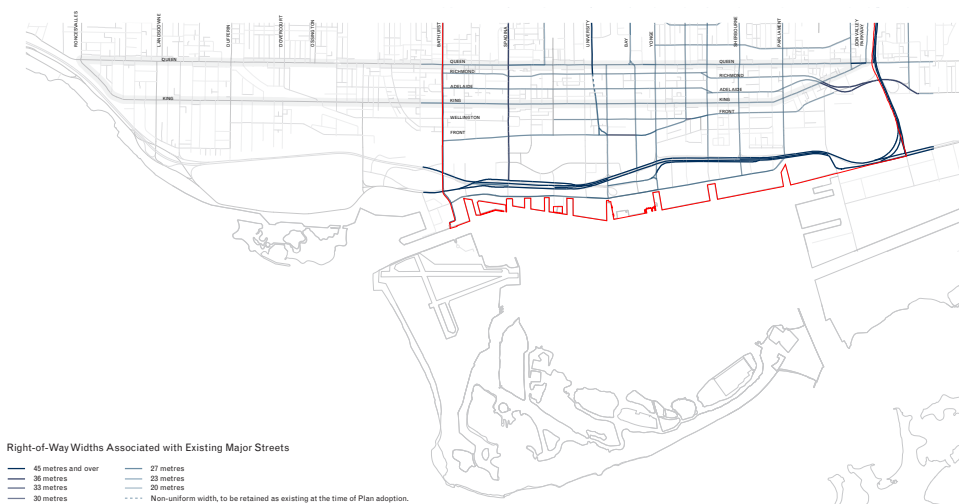 RONCESVALLES
LANSDOWNE
DUFFERIN
DOVERCOURT
OSSINGTON
BATHURST
SPADINA
UNIVERSITY
BAY
YONGE
SHERBOURNE
PARLIAMENT
DON VALLEY
PARKWAY
QUEEN
QUEEN
QUEEN
RICHMOND
RICHMOND
ADELAIDE
ADELAIDE
KING
KING
KING
WELLINGTON
FRONT
FRONT
Right-of-Way Widths Associated with Existing Major Streets
45 metres and over
36 metres
33 metres
30 metres
27 metres
23 metres
20 metres
Non-uniform width, to be retained as existing at the time of Plan adoption.